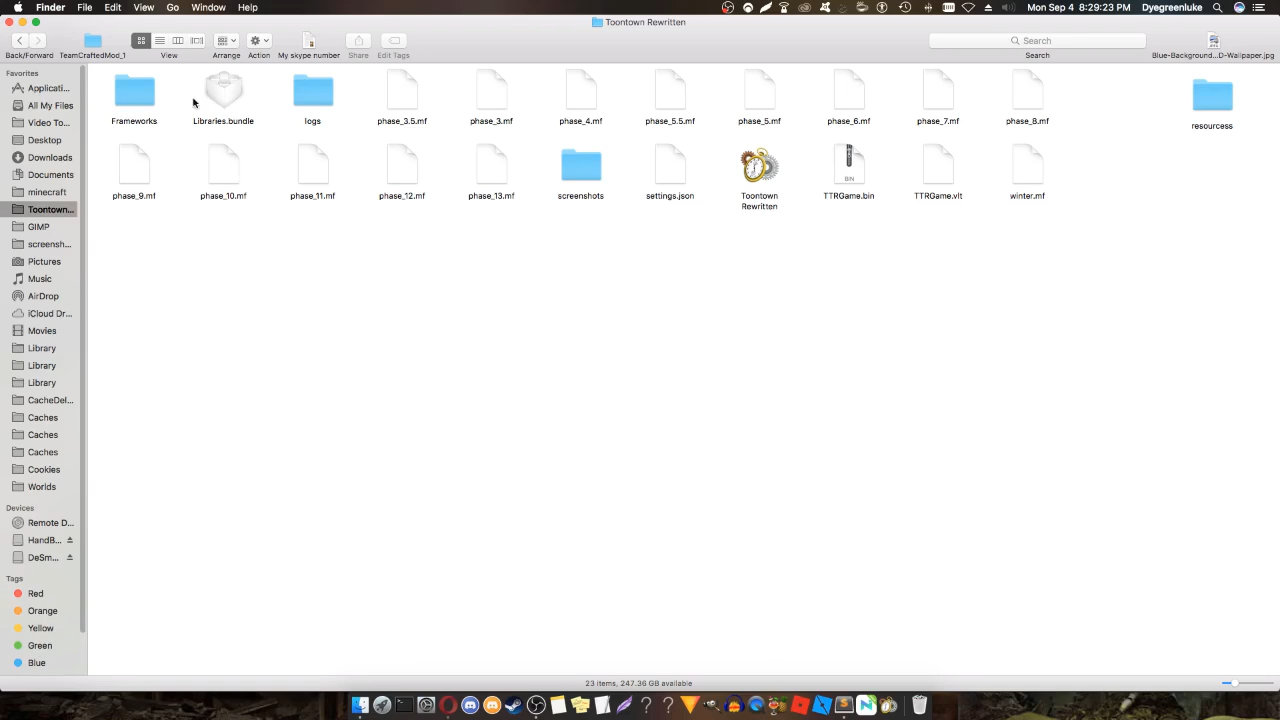 Finder File Edit View Go Window Help Mon Sep 4 8:29:23 PM Dyegreenluke
Toontown Rewritten
Back/Forward TeamCraftedMod_1 View Arrange Action My skype number Share Edit Tags Search Search Blue-Background...D-Wallpaper.jpg
Favorites
Applicati...
All My Files
Video To...
Desktop
Downloads
Documents
minecraft
Toontown...
GIMP
screensh...
Pictures
Music
AirDrop
iCloud Dr...
Movies
Library
Library
Library
CacheDel...
Caches
Caches
Caches
Cookies
Worlds
Devices
Remote D...
HandB...
DeSm...
Tags
Red
Orange
Yellow
Green
Blue
Frameworks Libraries.bundle logs phase_3.5.mf phase_3.mf phase_4.mf phase_5.5.mf phase_5.mf phase_6.mf phase_7.mf phase_8.mf resourcess
BIN
phase_9.mf phase_10.mf phase_11.mf phase_12.mf phase_13.mf screenshots settings.json Toontown Rewritten TTRGame.bin TTRGame.vlt winter.mf
23 items, 247.36 GB available